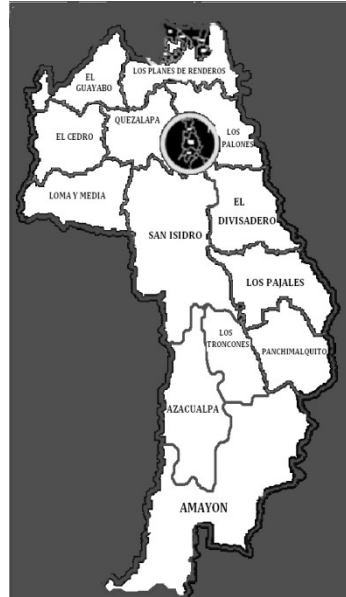 EL
GUAYABO
LOS PLANES DE RENDEROS
QUEZALAPA
EL CEDRO
LOS
PALONES
LOMA Y MEDIA
EL
DIVISADERO
SAN ISIDRO
LOS PAJALES
LOS
TRONCONES
PANCHIMALQUITO
AZACUALPA
AMAYON